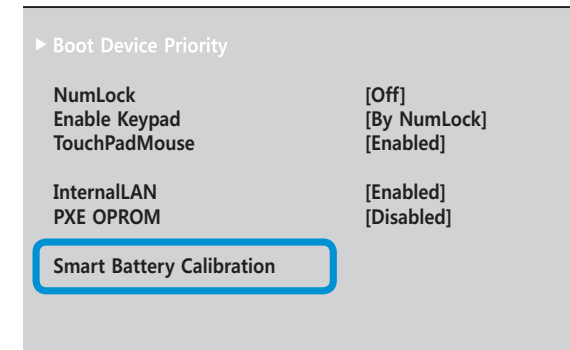 ▶ Boot Device Priority
NumLock [Off]
Enable Keypad [By NumLock]
TouchPadMouse [Enabled]
InternalLAN [Enabled]
PXE OPROM [Disabled]
Smart Battery Calibration